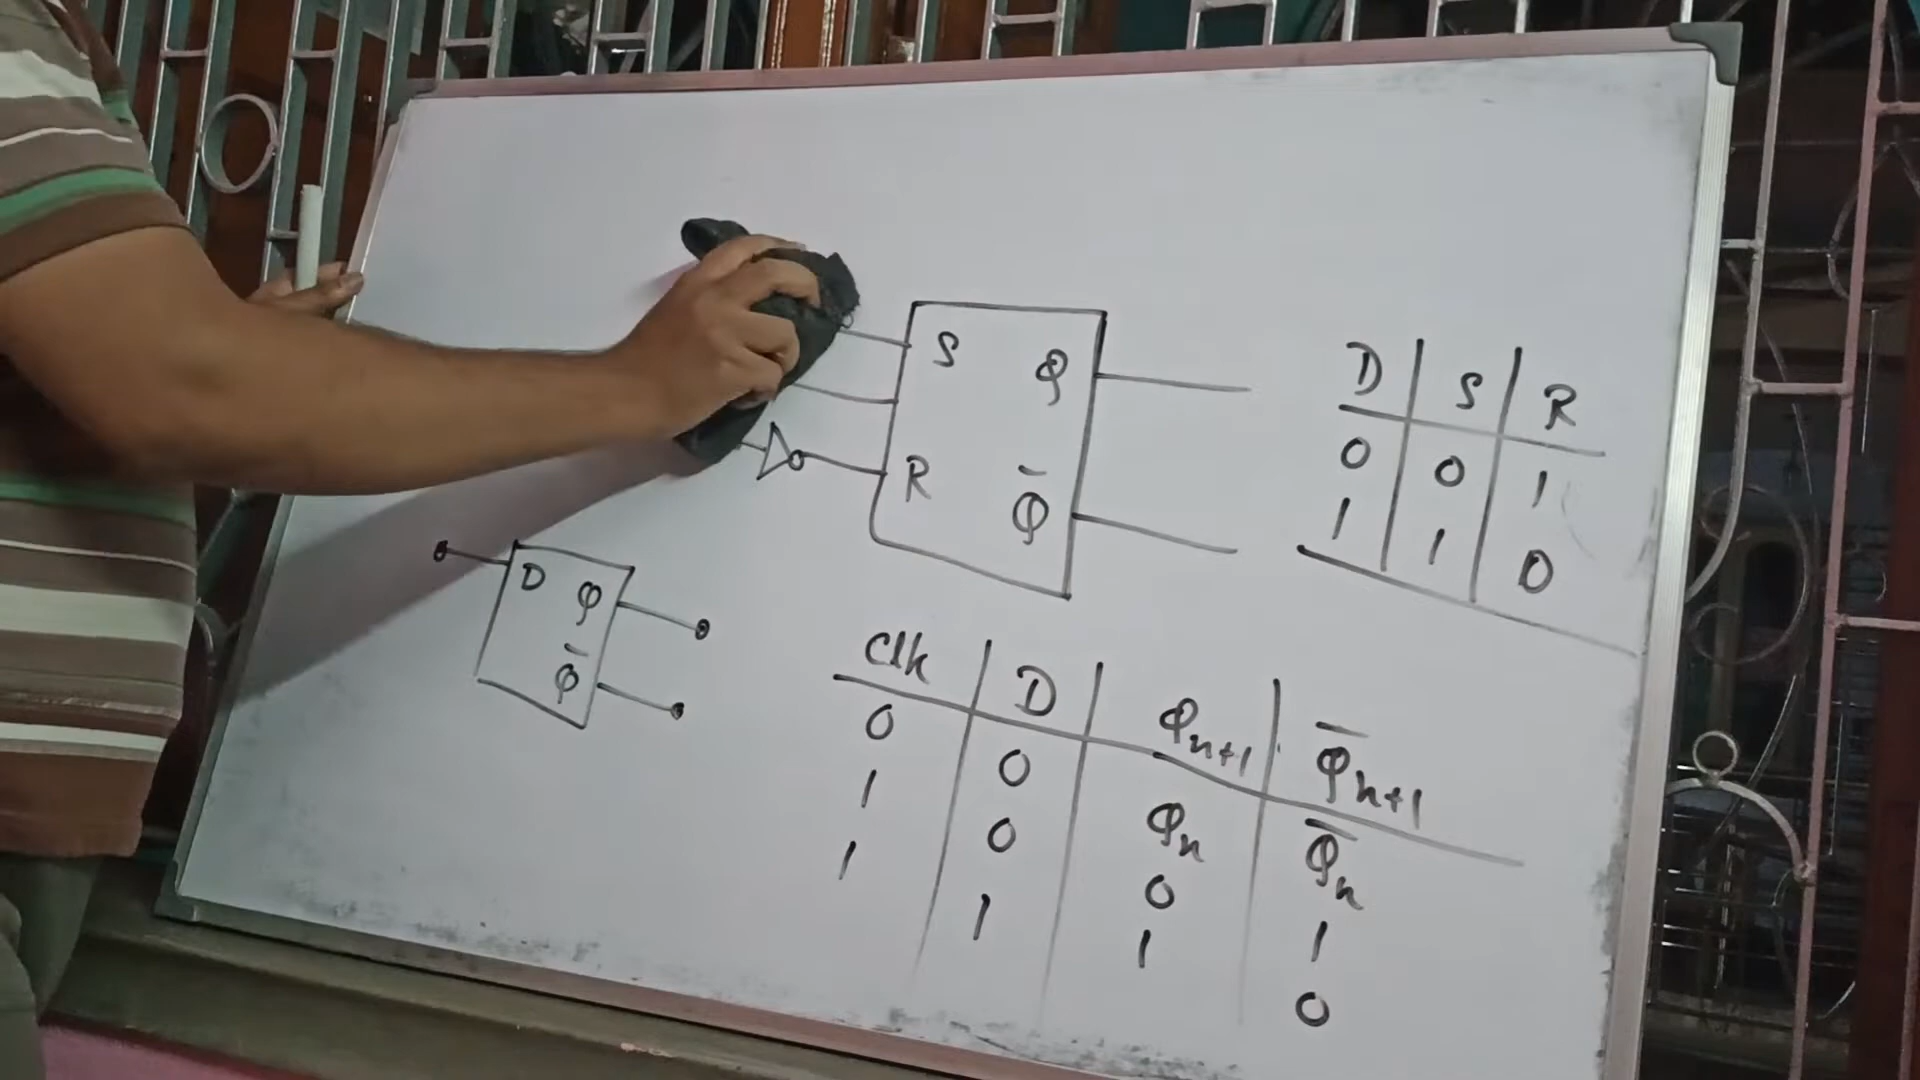 S Q
R Q̅
D S R
0 0 1
1 1 0
D Q
Q̅
Clk D Qn+1 Q̅n+1
0 0 Qn Q̅n
1 0 0 1
1 1 1 0